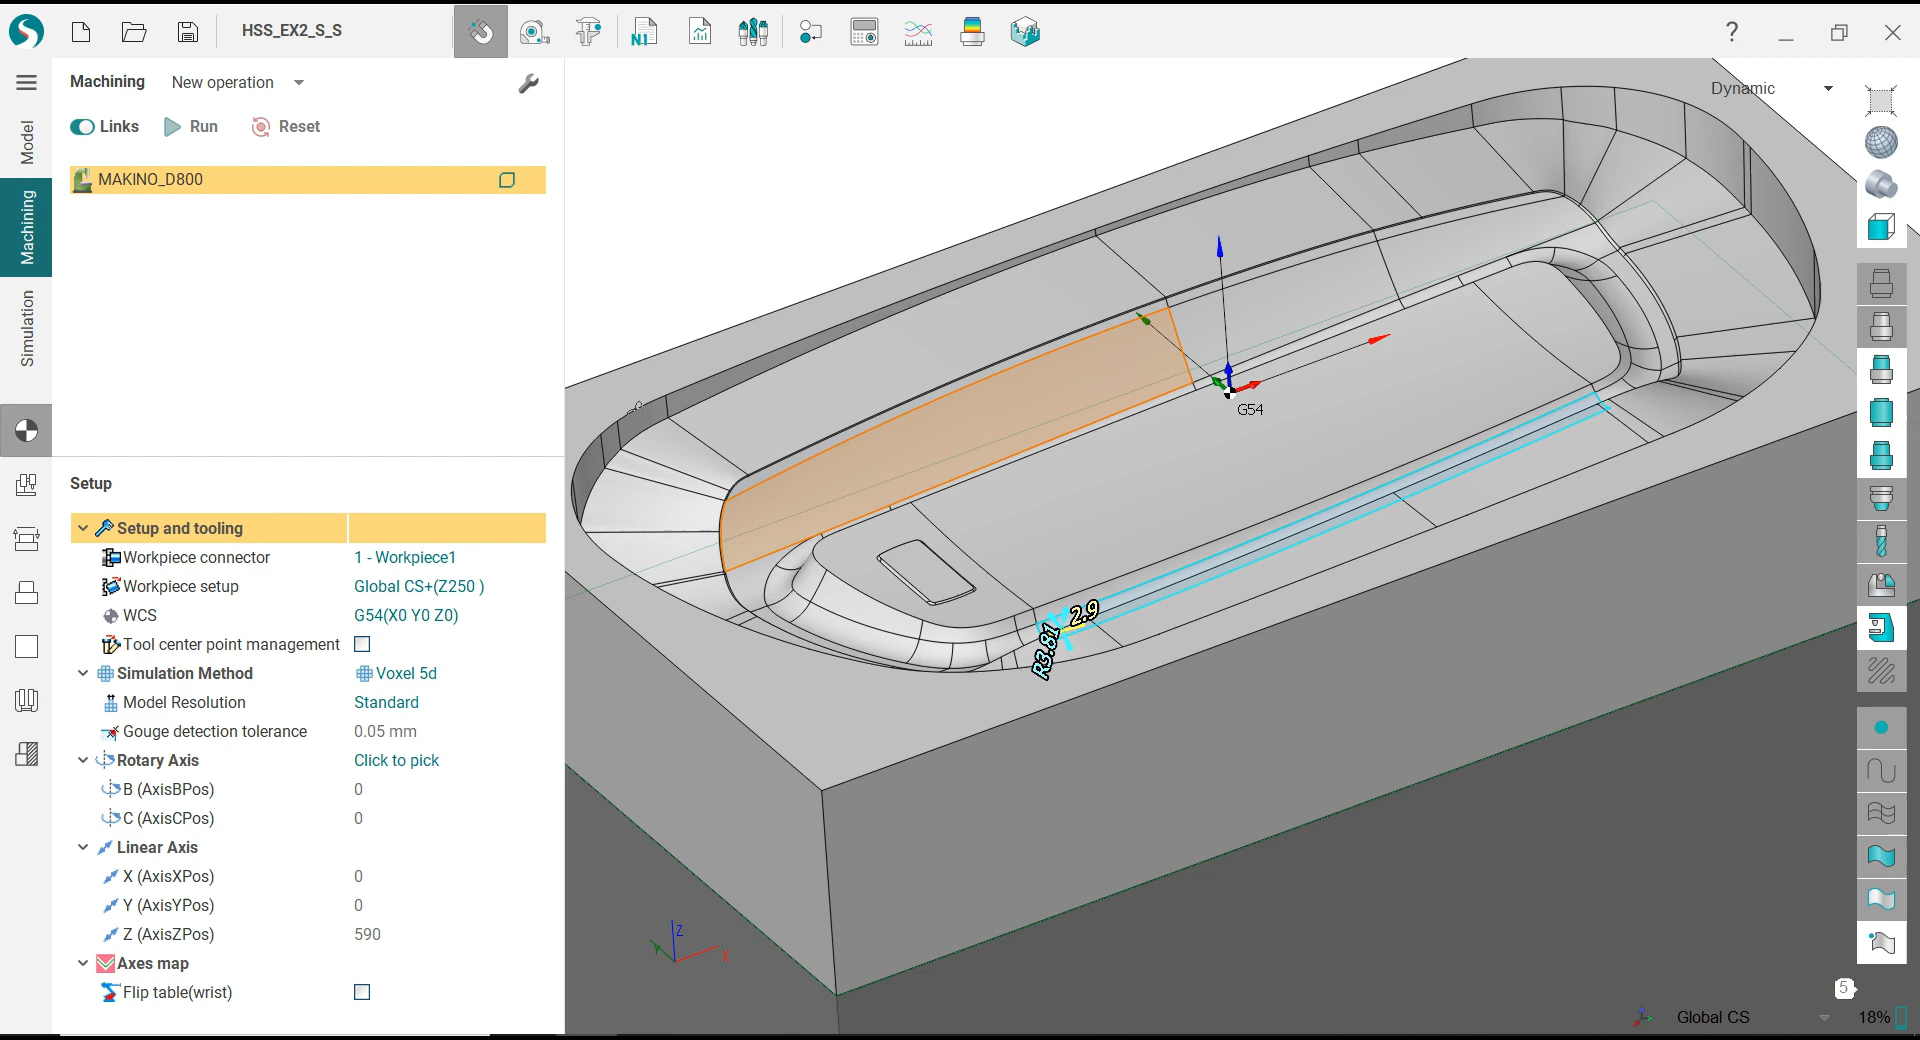 HSS_EX2_S_S
N1
?
Machining
New operation
Links
Run
Reset
Model
Machining
Simulation
MAKINO_D800
Setup
Setup and tooling
Workpiece connector
1 - Workpiece1
Workpiece setup
Global CS+(Z250 )
WCS
G54(X0 Y0 Z0)
Tool center point management
Simulation Method
Voxel 5d
Model Resolution
Standard
Gouge detection tolerance
0.05 mm
Rotary Axis
Click to pick
B (AxisBPos)
0
C (AxisCPos)
0
Linear Axis
X (AxisXPos)
0
Y (AxisYPos)
0
Z (AxisZPos)
590
Axes map
Flip table(wrist)
Dynamic
G54
2.9
R3.81
Z
Y
X
5
Global CS
18%